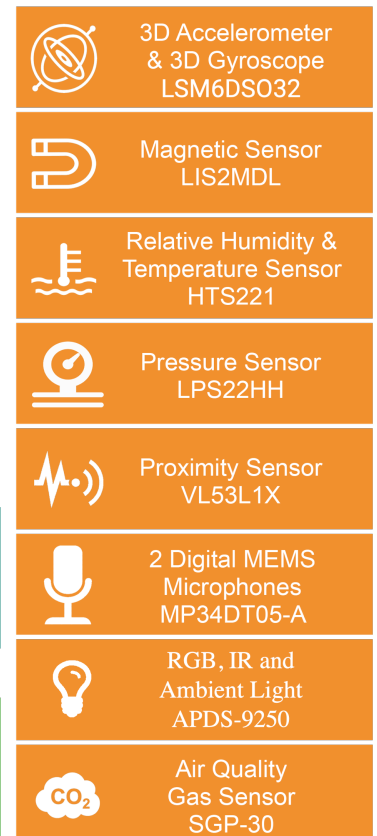 3D Accelerometer
& 3D Gyroscope
LSM6DSO32
Magnetic Sensor
LIS2MDL
Relative Humidity &
Temperature Sensor
HTS221
Pressure Sensor
LPS22HH
Proximity Sensor
VL53L1X
2 Digital MEMS
Microphones
MP34DT05-A
RGB, IR and
Ambient Light
APDS-9250
CO₂
Air Quality
Gas Sensor
SGP-30